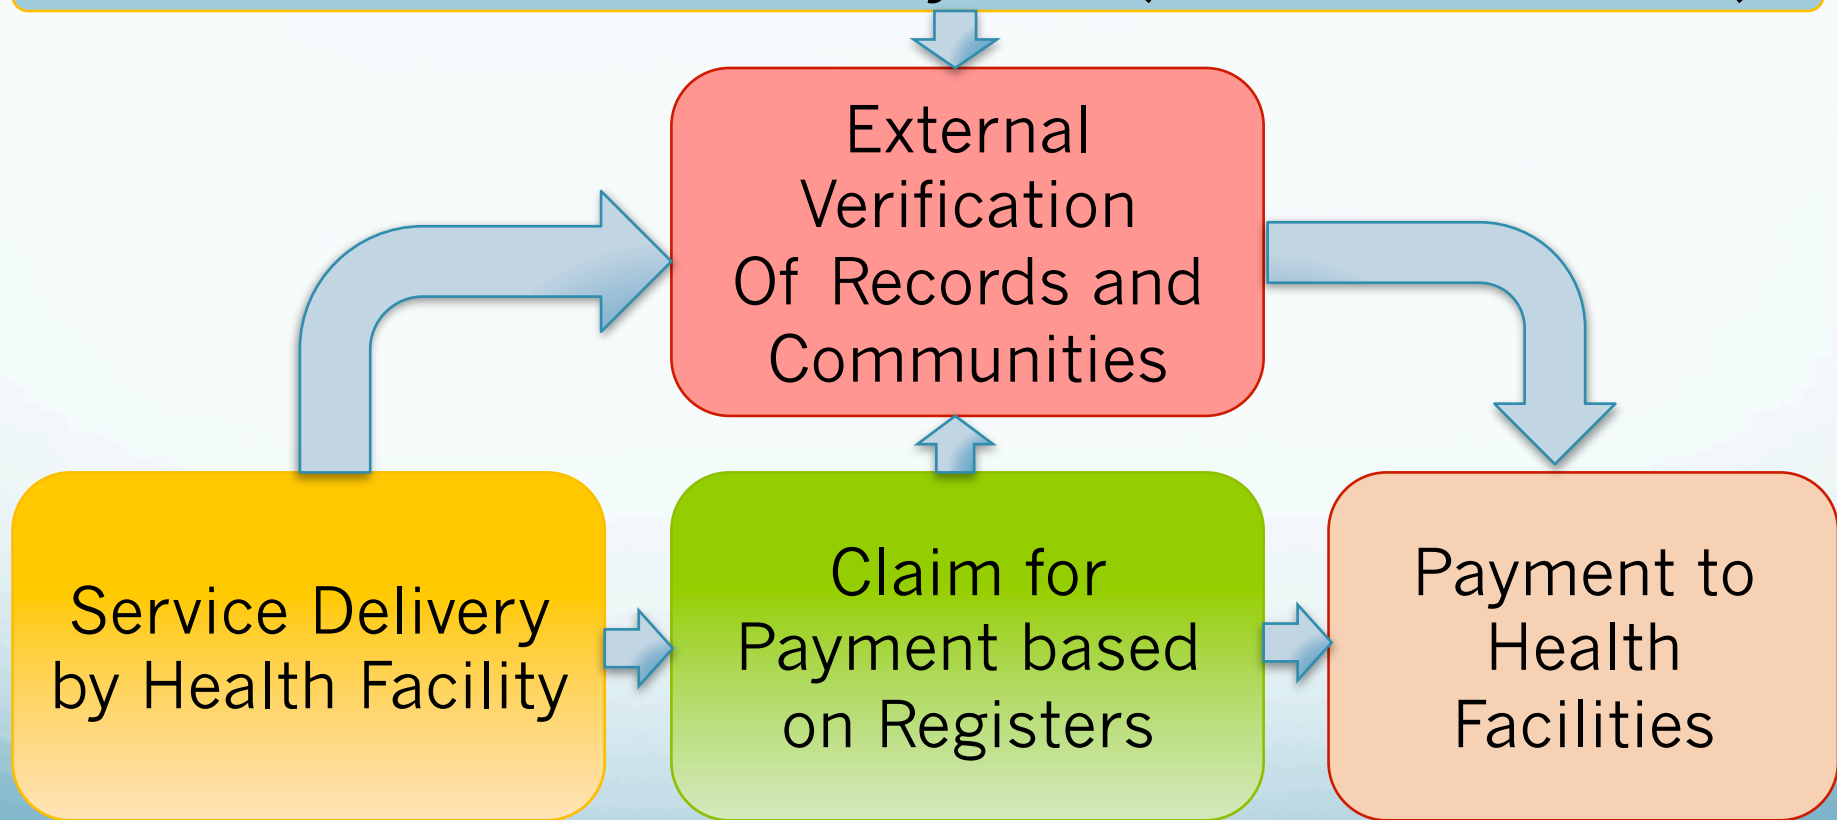 External
Verification
Of Records and
Communities
Service Delivery
by Health Facility
Claim for
Payment based
on Registers
Payment to
Health
Facilities